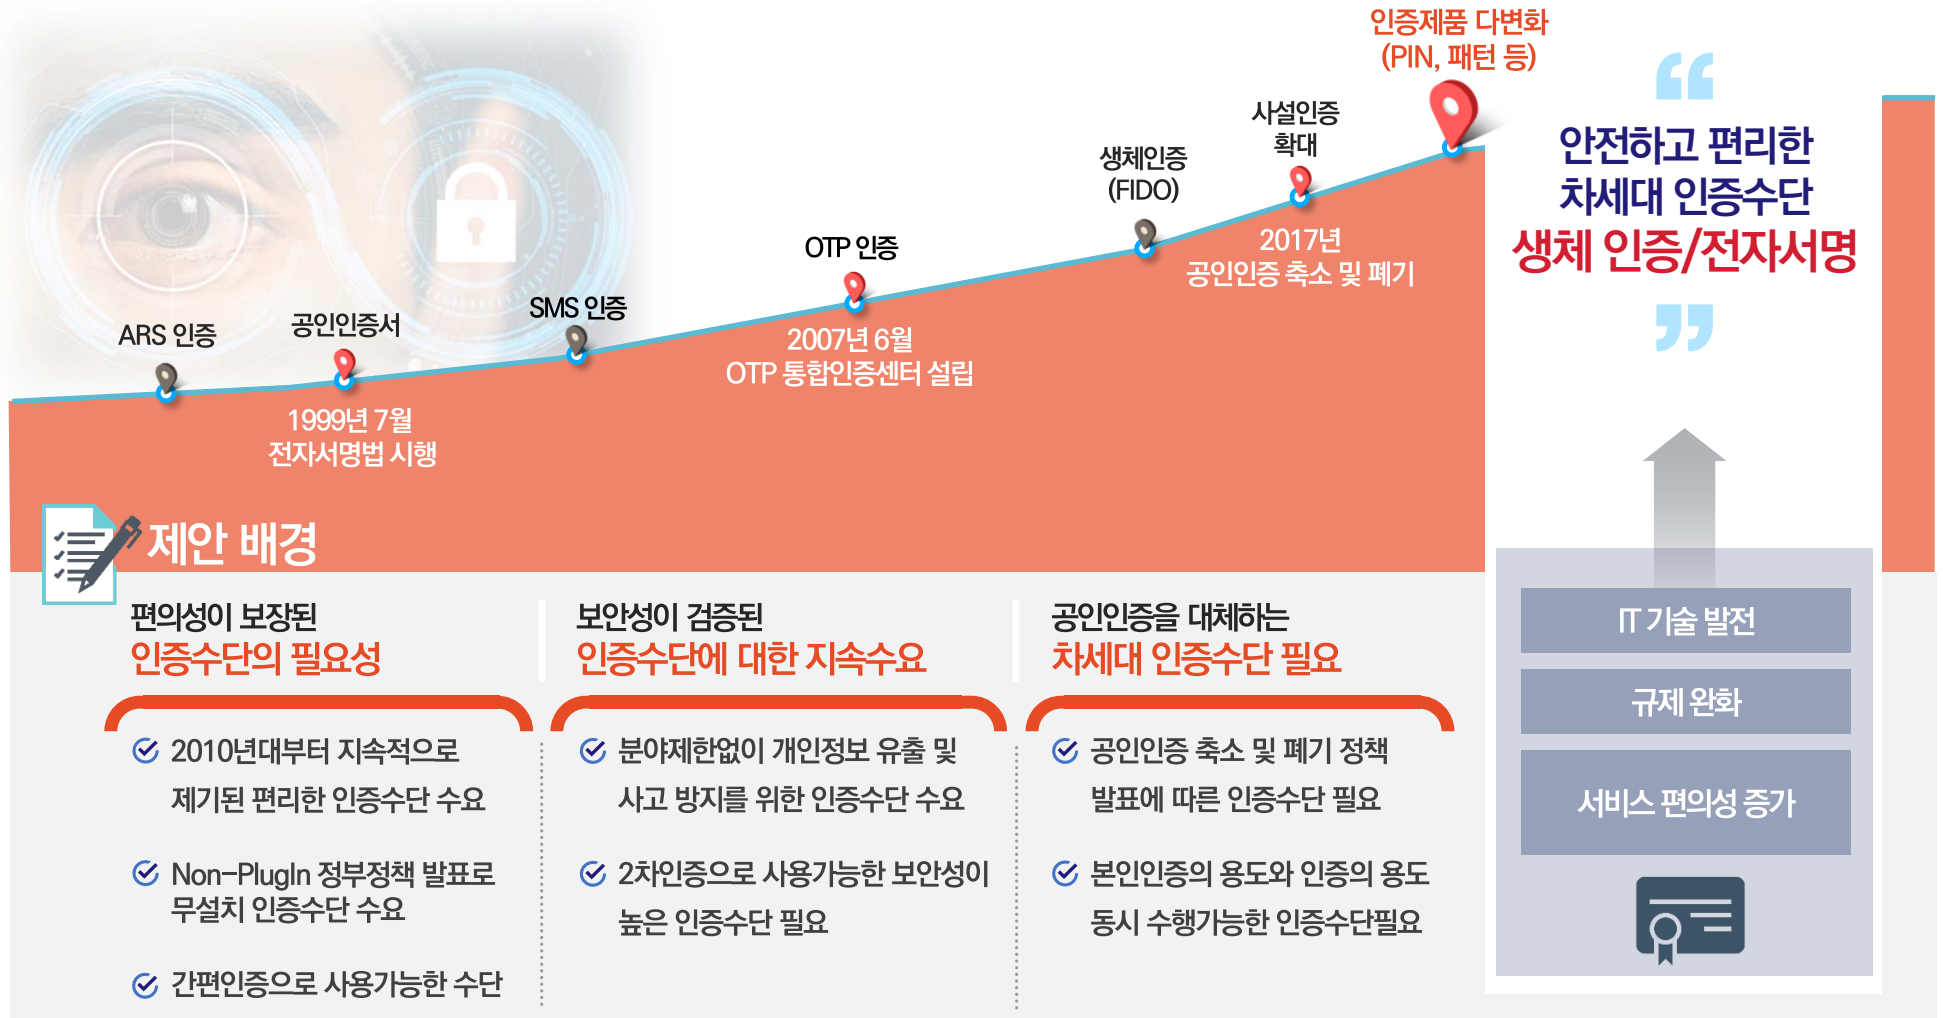 ARS 인증
공인인증서
1999년 7월
전자서명법 시행
SMS 인증
OTP 인증
2007년 6월
OTP 통합인증센터 설립
생체인증
(FIDO)
사설인증
확대
2017년
공인인증 축소 및 폐기
인증제품 다변화
(PIN, 패턴 등)
“
안전하고 편리한
차세대 인증수단
생체 인증/전자서명
”
IT 기술 발전
규제 완화
서비스 편의성 증가
제안 배경
편의성이 보장된
인증수단의 필요성
2010년대부터 지속적으로
제기된 편리한 인증수단 수요
Non-PlugIn 정부정책 발표로
무설치 인증수단 수요
간편인증으로 사용가능한 수단
보안성이 검증된
인증수단에 대한 지속수요
분야제한없이 개인정보 유출 및
사고 방지를 위한 인증수단 수요
2차인증으로 사용가능한 보안성이
높은 인증수단 필요
공인인증을 대체하는
차세대 인증수단 필요
공인인증 축소 및 폐기 정책
발표에 따른 인증수단 필요
본인인증의 용도와 인증의 용도
동시 수행가능한 인증수단필요